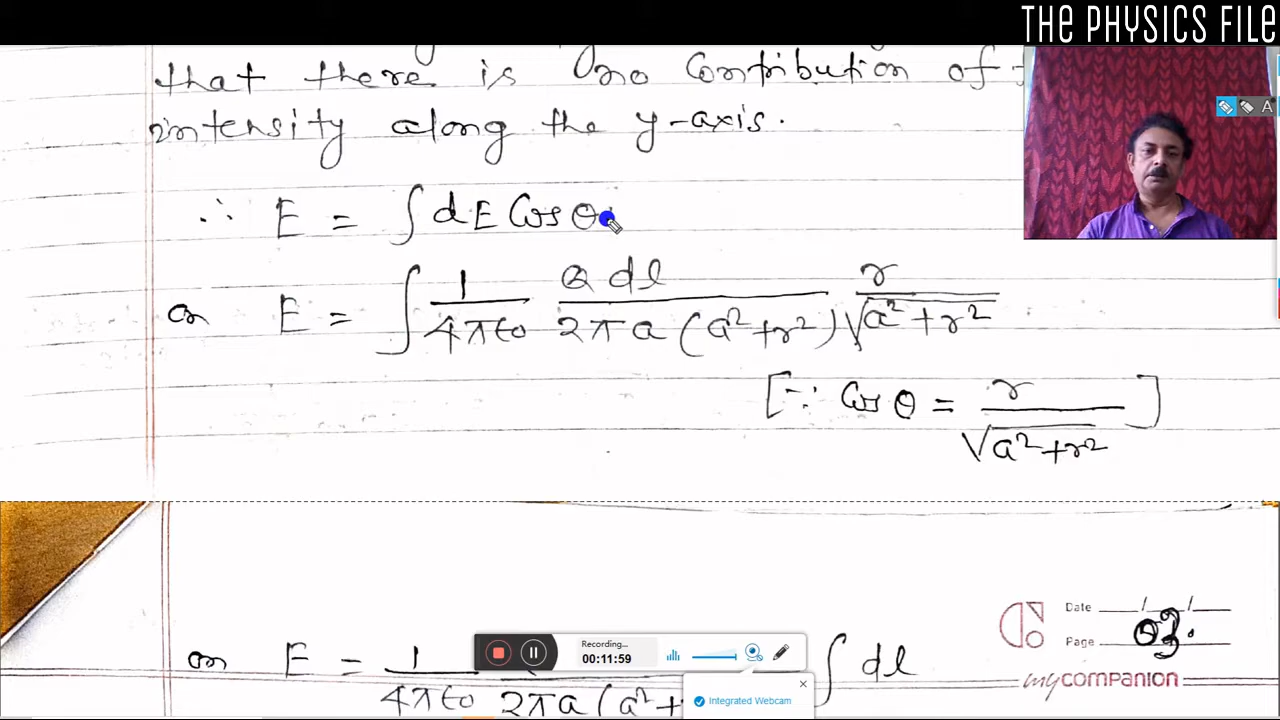 THE PHYSICS FILE
that there is no contribution of
intensity along the y-axis.
∴ E = ∫ dE Cos θ
or E = ∫ 1/4πε0 Q dl/2πa (a²+r²) r/√a²+r²
[∵ Cos θ = r/√a²+r²]
Date / /
Page 03.
mycompanion
or E = 1/4πε0 2πa (a²+ ∫ dl
Recording...
00:11:59
Integrated Webcam
A